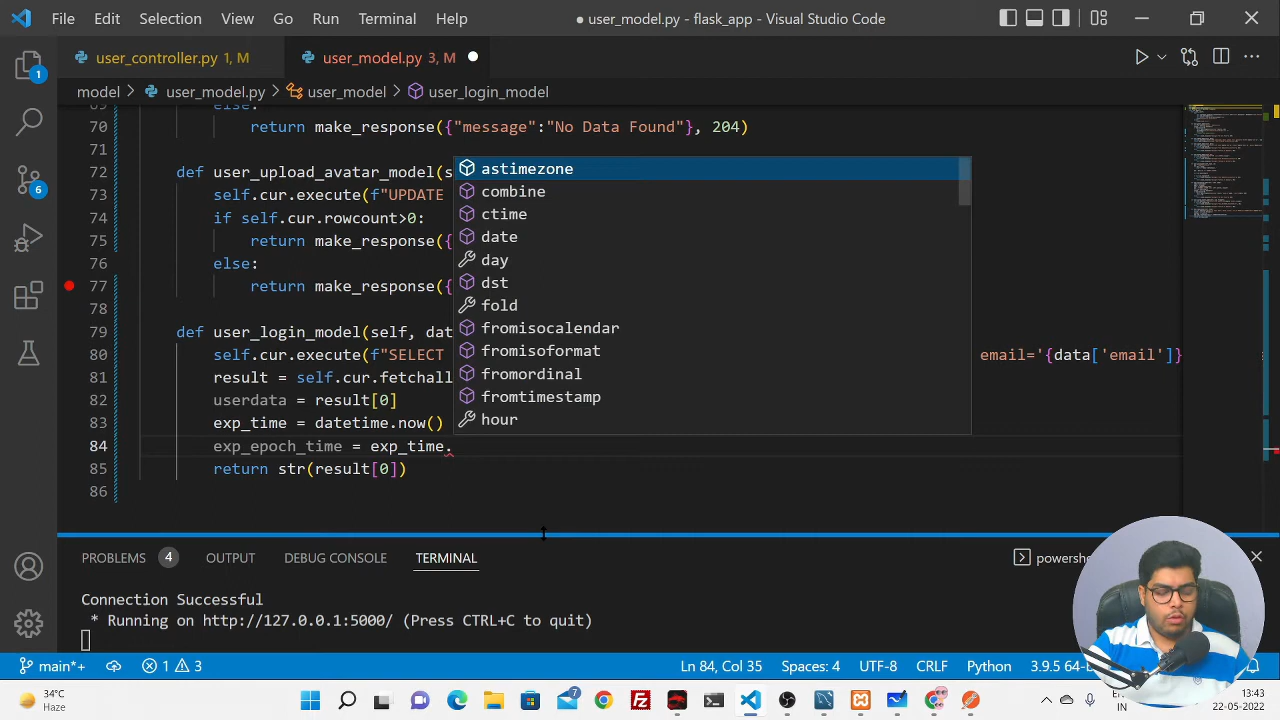 File Edit Selection View Go Run Terminal Help ● user_model.py - flask_app - Visual Studio Code
user_controller.py 1, M user_model.py 3, M
model > user_model.py > user_model > user_login_model
69 else:
70 return make_response({"message":"No Data Found"}, 204)
71
72 def user_upload_avatar_model(s
73 self.cur.execute(f"UPDATE
74 if self.cur.rowcount>0:
75 return make_response({
76 else:
77 return make_response({
78
79 def user_login_model(self, dat
80 self.cur.execute(f"SELECT email='{data['email']}
81 result = self.cur.fetchall
82 userdata = result[0]
83 exp_time = datetime.now()
84 exp_epoch_time = exp_time.
85 return str(result[0])
86
astimezone
combine
ctime
date
day
dst
fold
fromisocalendar
fromisoformat
fromordinal
fromtimestamp
hour
1
6
PROBLEMS 4 OUTPUT DEBUG CONSOLE TERMINAL powershe
Connection Successful
* Running on http://127.0.0.1:5000/ (Press CTRL+C to quit)
main*+ 1 3 Ln 84, Col 35 Spaces: 4 UTF-8 CRLF Python 3.9.5 64-
34°C
Haze
7
IN
13:43
22-05-2022